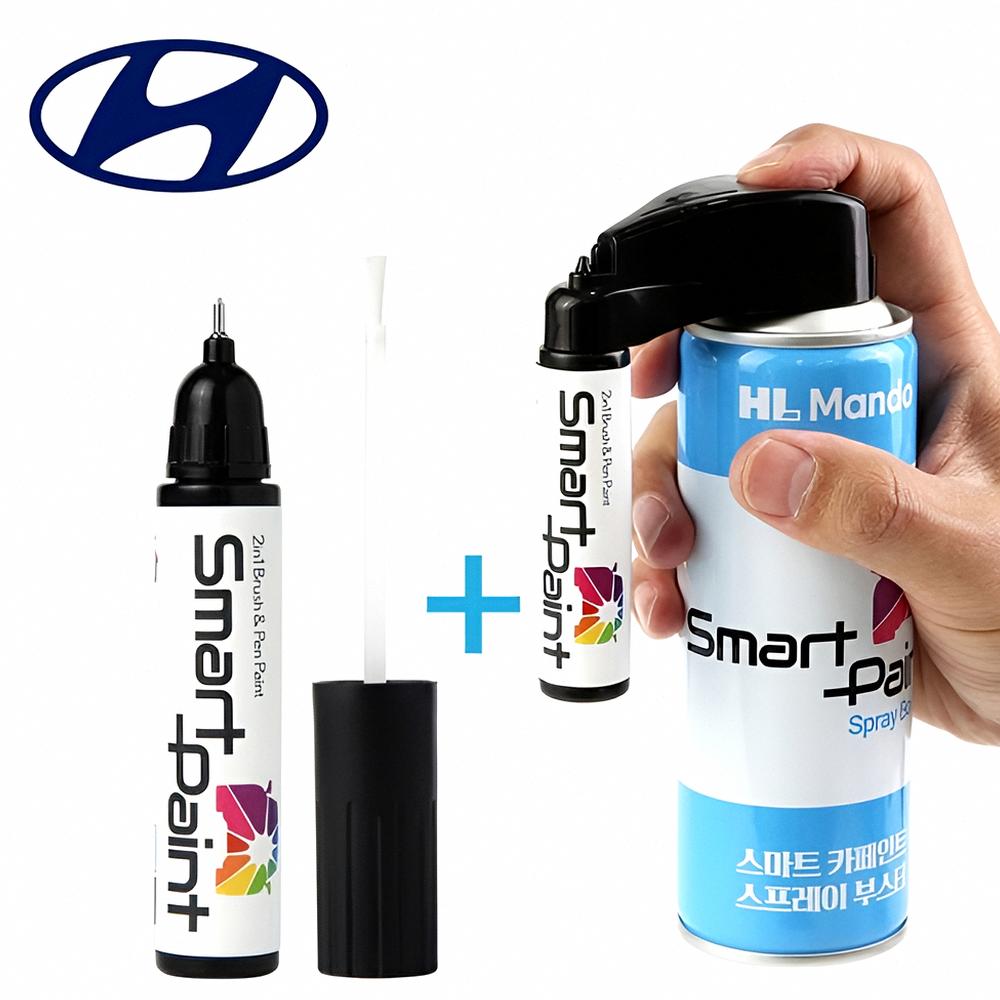 2in1 Brush & Pen Paint
Smart
Paint
2in1 Brush & Pen Paint
Smart
Paint
HL Mando
Smart
Pai
Spray Bo
스마트 카페인트
스프레이 부스터